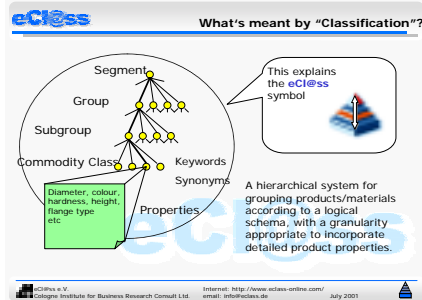 eCl@ss
What's meant by "Classification"?
Segment
Group
Subgroup
Commodity Class
Keywords
Synonyms
Properties
Diameter, colour,
hardness, height,
flange type
etc
This explains
the eCl@ss
symbol
A hierarchical system for
grouping products/materials
according to a logical
schema, with a granularity
appropriate to incorporate
detailed product properties.
eCl@ss
eCl@ss e.V.
Cologne Institute for Business Research Consult Ltd.
Internet: http://www.eclass-online.com/
email: info@eclass.de
July 2001